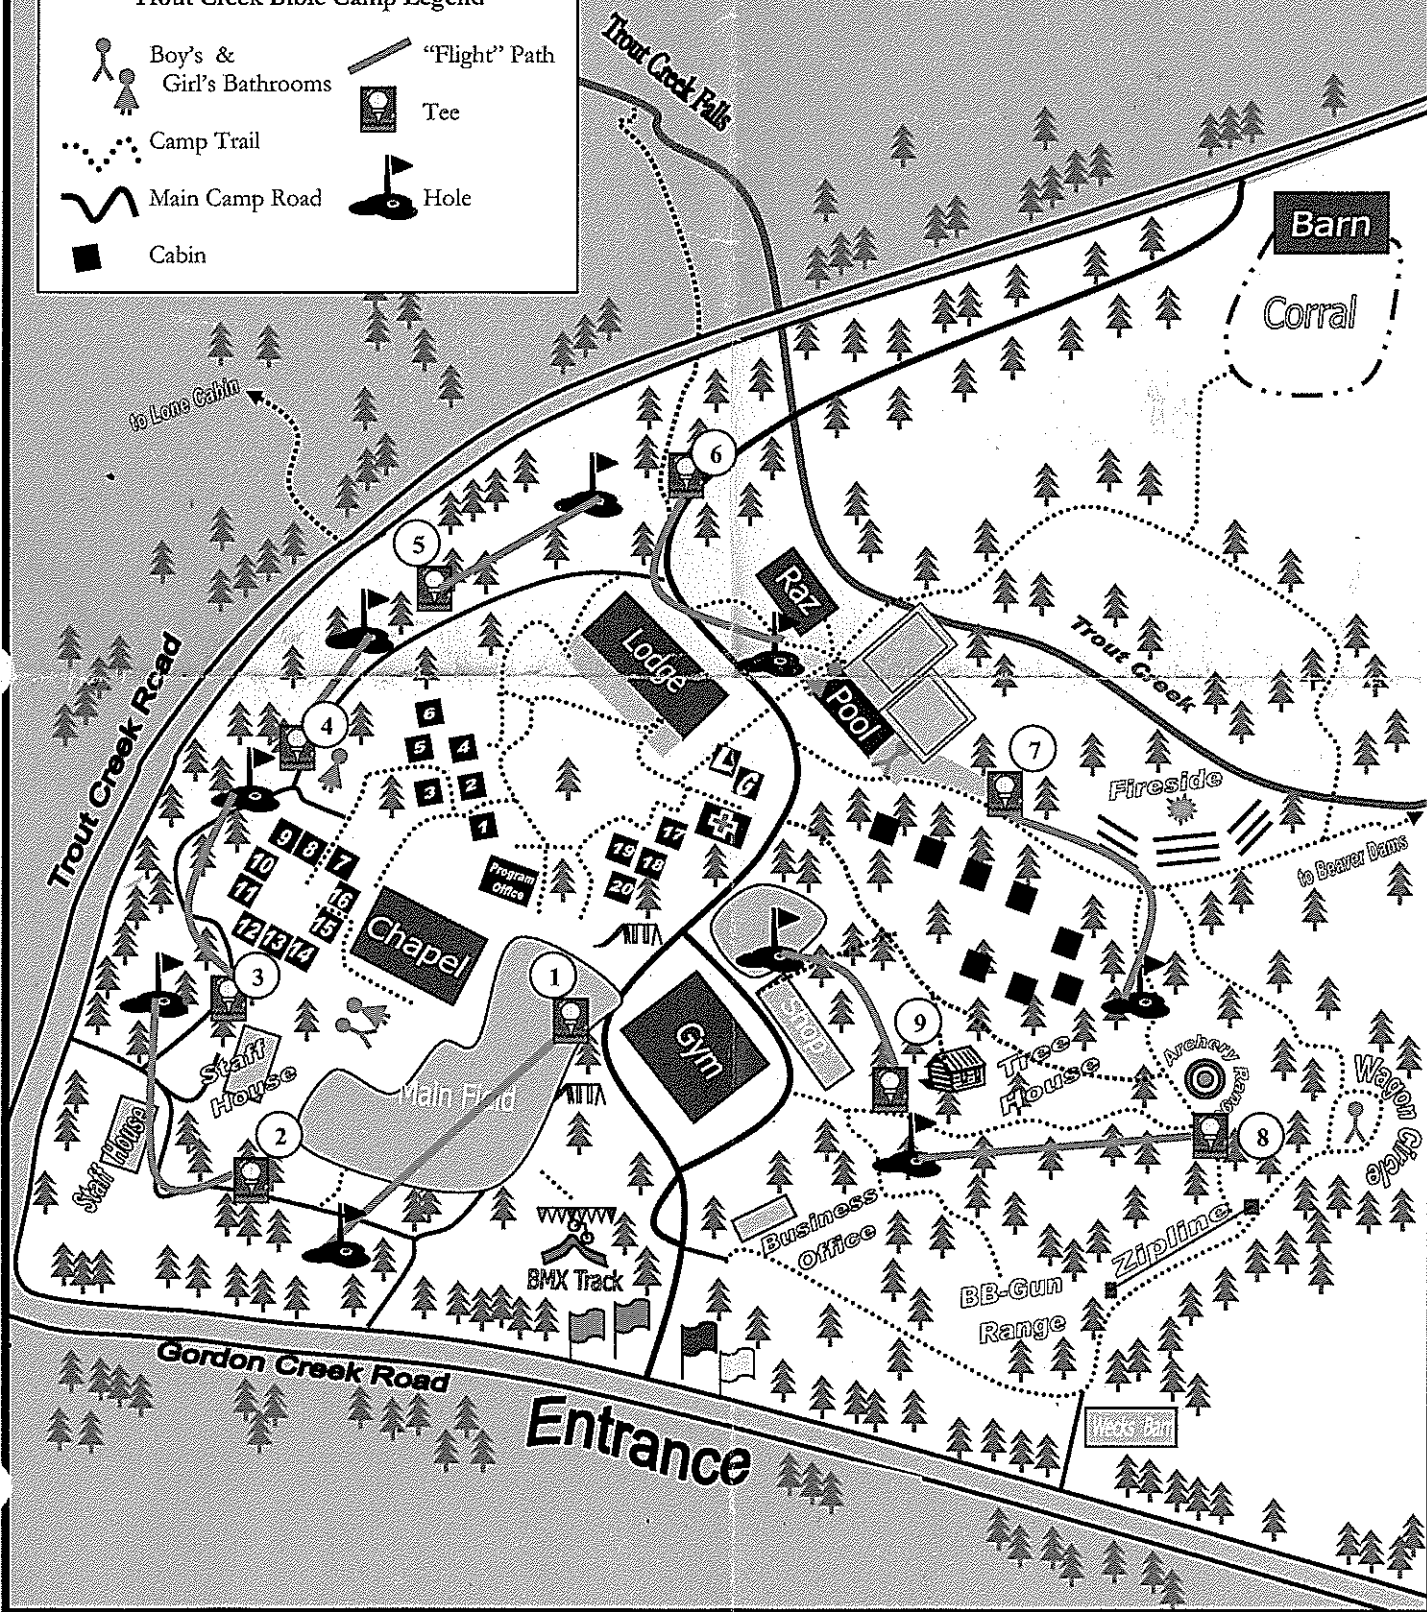 Trout Creek Bible Camp Legend
Boy's &
Girl's Bathrooms
"Flight" Path
Tee
Camp Trail
Main Camp Road
Hole
Cabin
Trout Creek Falls
Barn
Corral
to Lone Cabin
6
5
Raz
Lodge
Trout Creek
Trout Creek Road
4
6
5
4
3
2
1
Pool
7
Fireside
L
G
to Beaver Dams
9
8
7
10
11
16
15
12
13
14
17
19
18
20
Program
Office
Chapel
3
1
Gym
Shop
9
Tree
House
Archery
Range
Wagon Circle
Staff
House
Main Field
2
Staff House
8
Business
Office
Zipline
BMX Track
BB-Gun
Range
Gordon Creek Road
Entrance
Wecks Barn